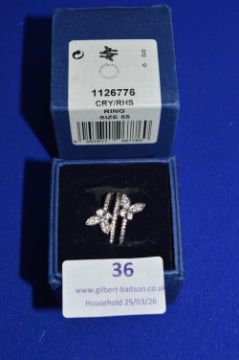 1126776
CRY/RHS
RING
SIZE 55
36
www.gilbert-baitson.co.uk
Household 25/03/26